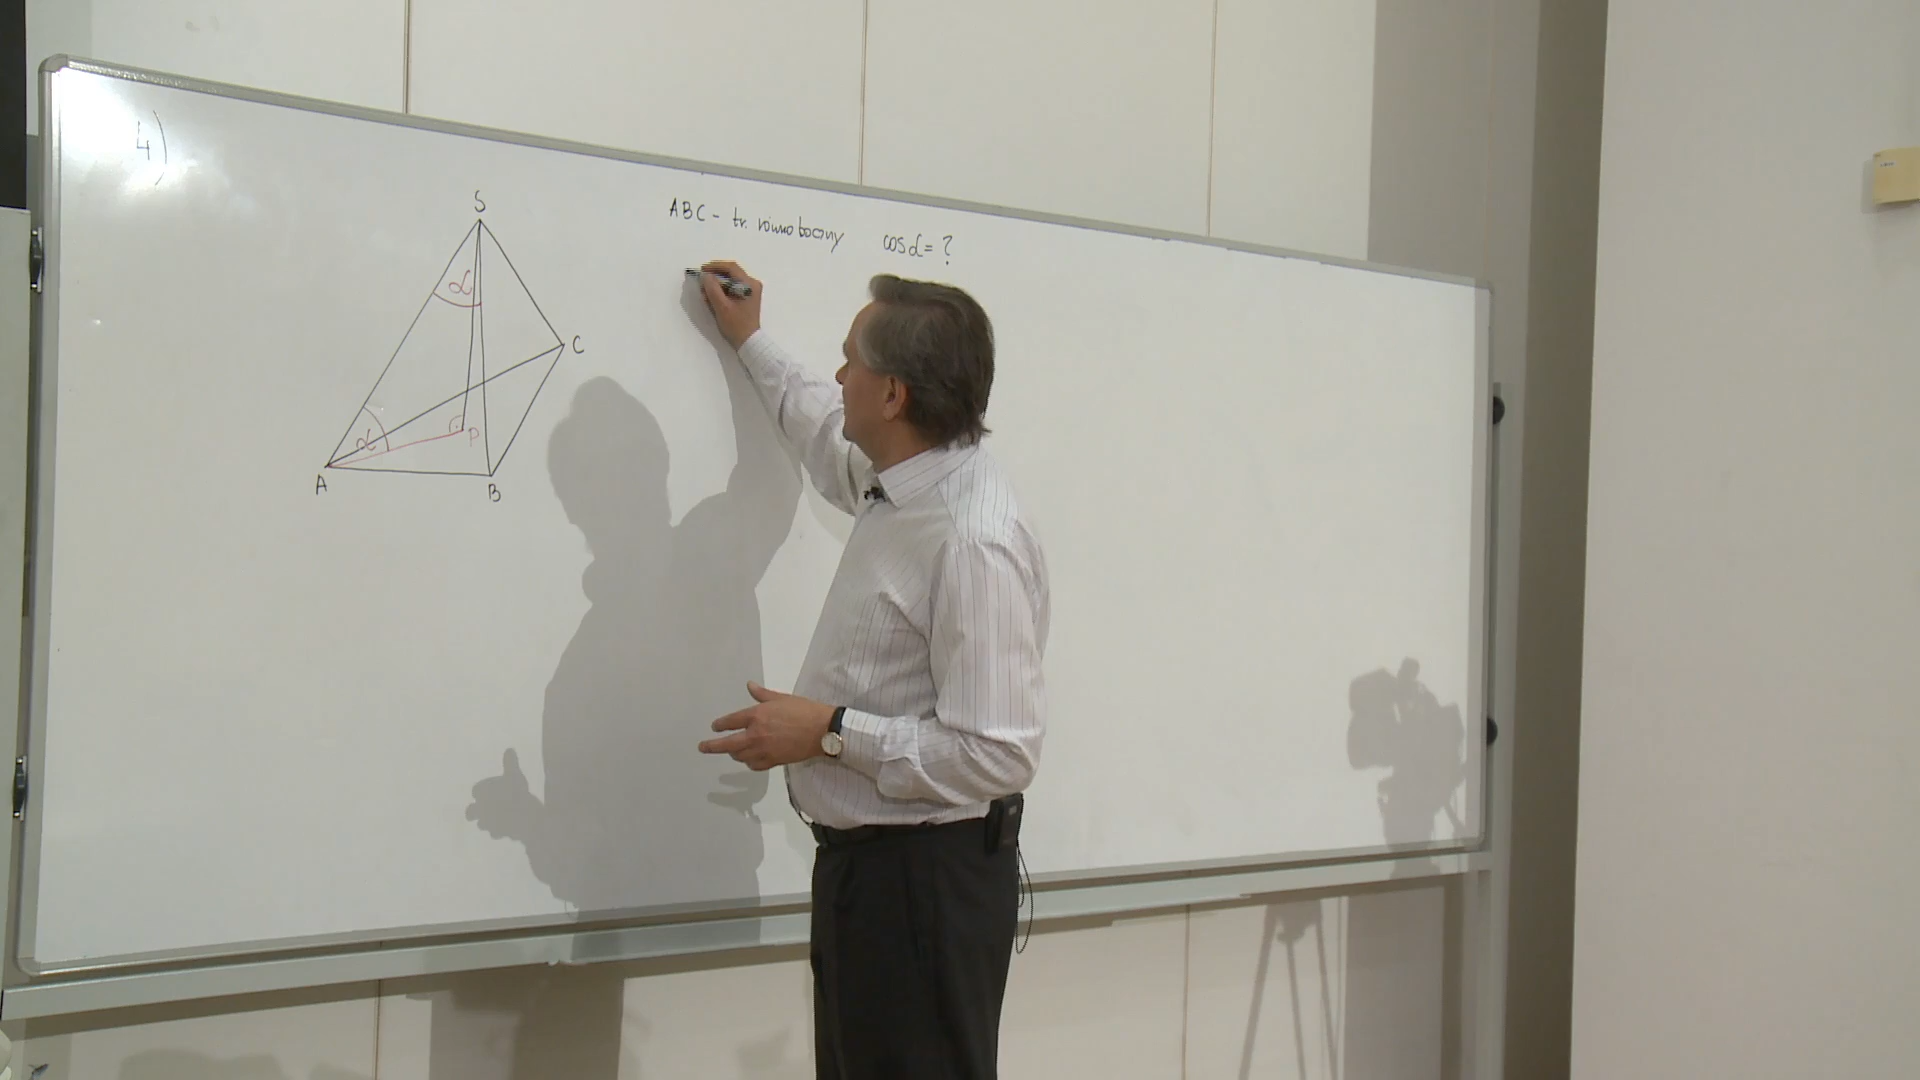 4)
S
ABC - tr. równoboczny cos α = ?
α
C
α
P
A
B